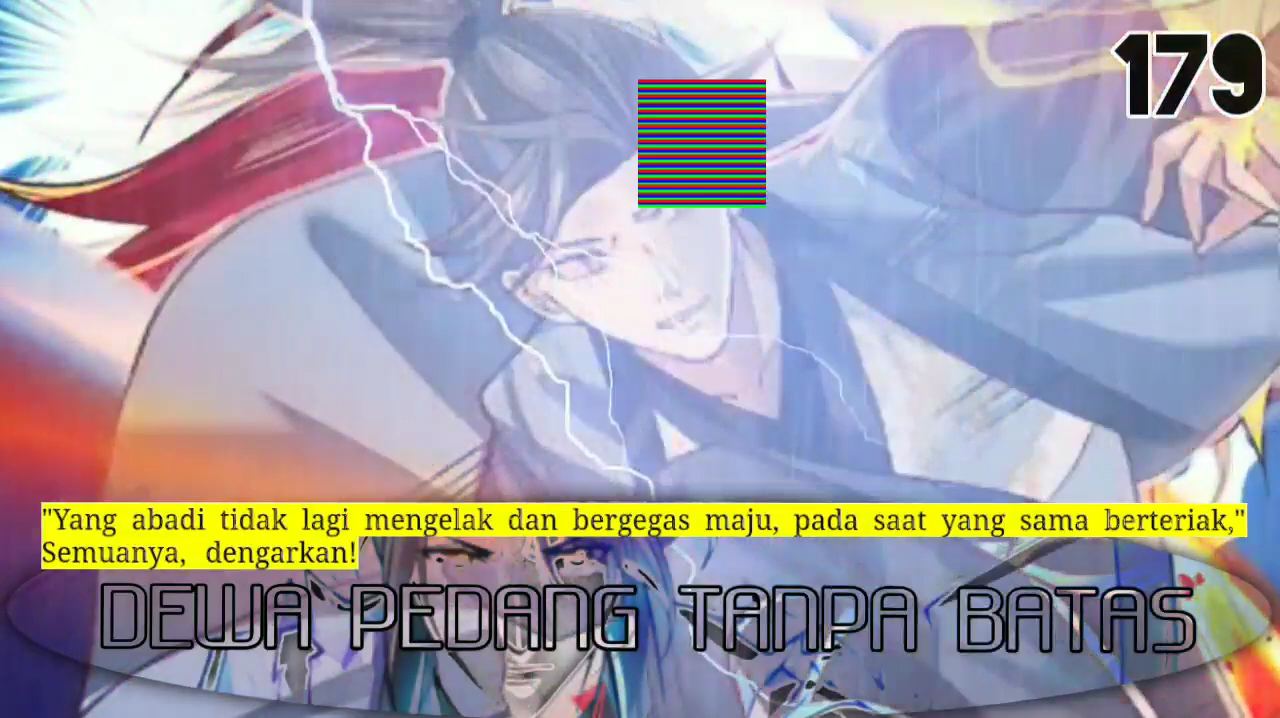 179
"Yang abadi tidak lagi mengelak dan bergegas maju, pada saat yang sama berteriak,"
Semuanya, dengarkan!
DEWA PEDANG TANPA BATAS